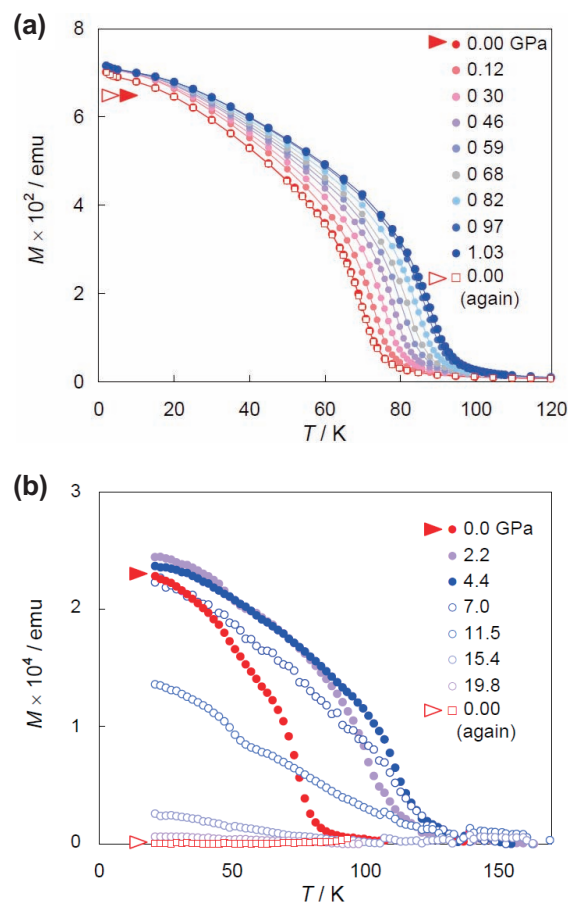 (a)
8
6
4
2
0
M × 10² / emu
0 20 40 60 80 100 120
T / K
0.00 GPa
0.12
0 30
0 46
0 59
0 68
0 82
0 97
1.03
0.00
(again)
(b)
3
2
1
0
M × 10⁴ / emu
0 50 100 150
T / K
0.0 GPa
2.2
4.4
7.0
11.5
15.4
19.8
0.00
(again)